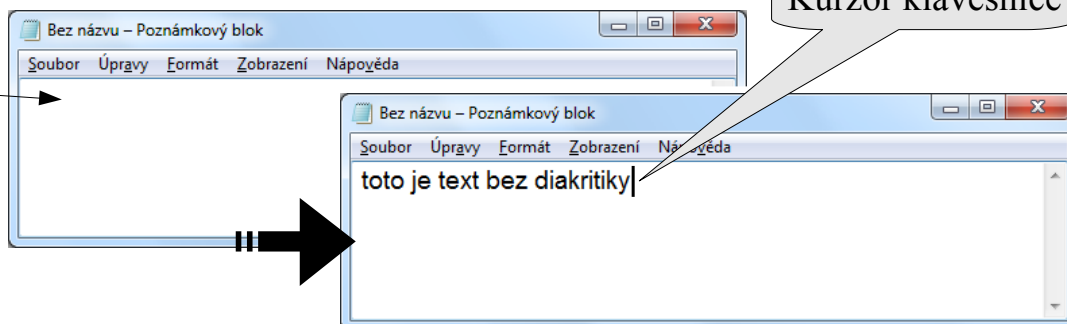 Kurzor klávesnice
Bez názvu – Poznámkový blok
Soubor Úpravy Formát Zobrazení Nápověda
Bez názvu – Poznámkový blok
Soubor Úpravy Formát Zobrazení Nápověda
toto je text bez diakritiky